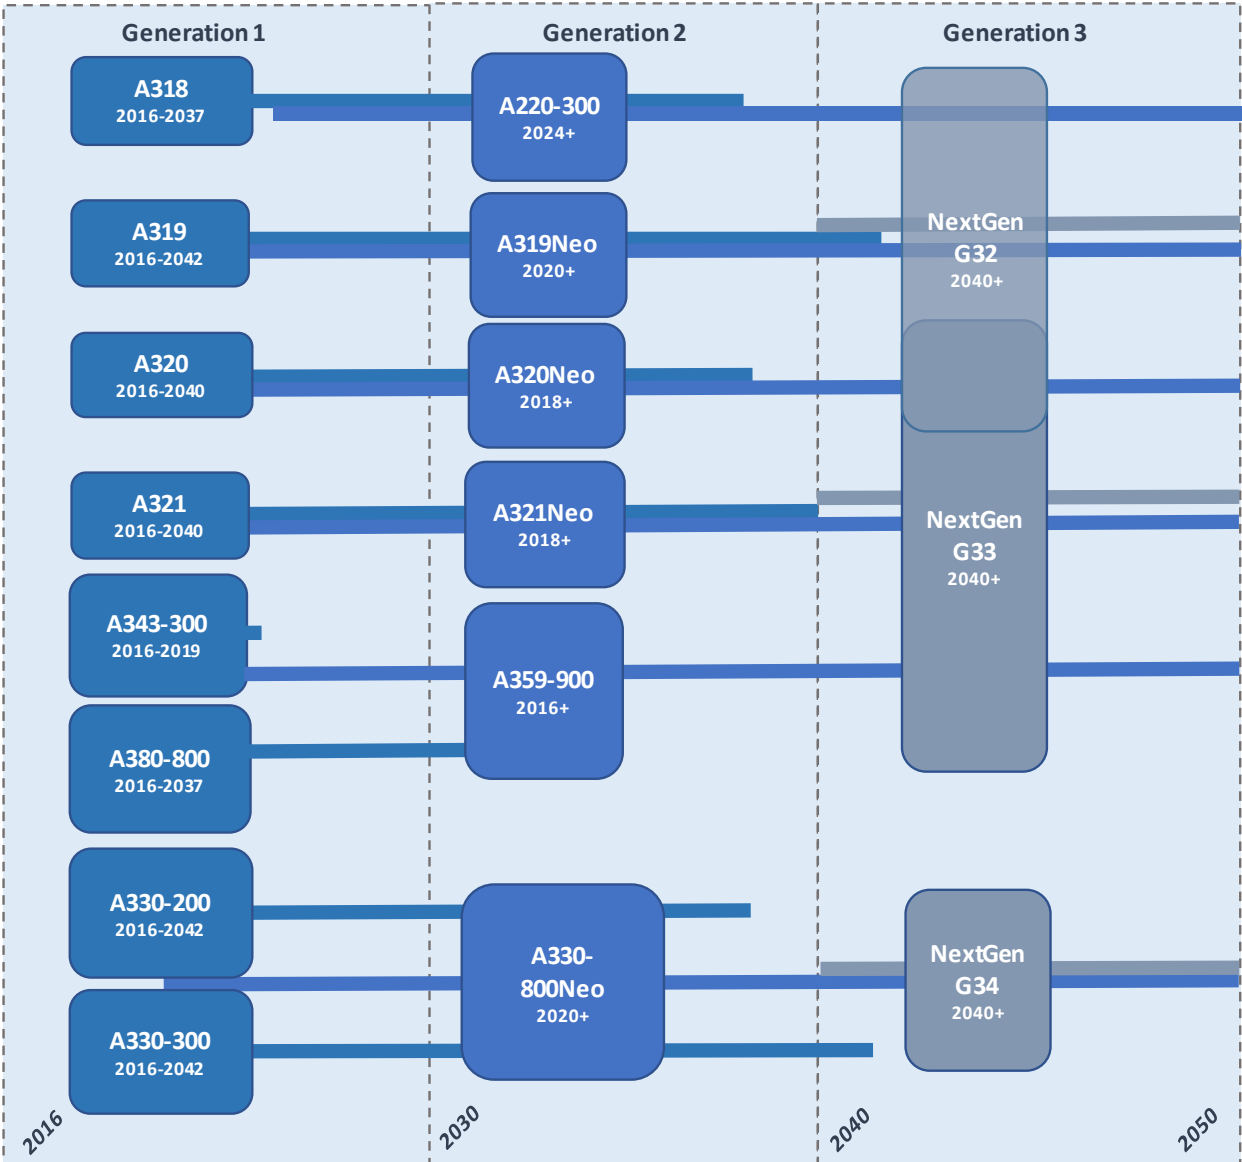 Generation 1
Generation 2
Generation 3
A318
2016-2037
A220-300
2024+
A319
2016-2042
A319Neo
2020+
NextGen
G32
2040+
A320
2016-2040
A320Neo
2018+
A321
2016-2040
A321Neo
2018+
NextGen
G33
2040+
A343-300
2016-2019
A359-900
2016+
A380-800
2016-2037
A330-200
2016-2042
A330-
800Neo
2020+
NextGen
G34
2040+
A330-300
2016-2042
2016
2030
2040
2050